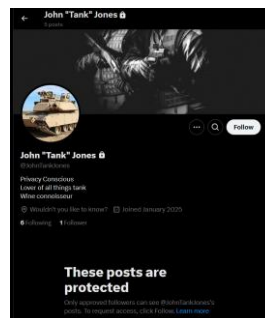 John "Tank" Jones
5 posts
Follow
John "Tank" Jones
@JohnTankJones
Privacy Conscious
Lover of all things tank
Wine connoisseur
Wouldn't you like to know? Joined January 2025
6 Following 1 Follower
These posts are
protected
Only approved followers can see @JohnTankJones's
posts. To request access, click Follow. Learn more